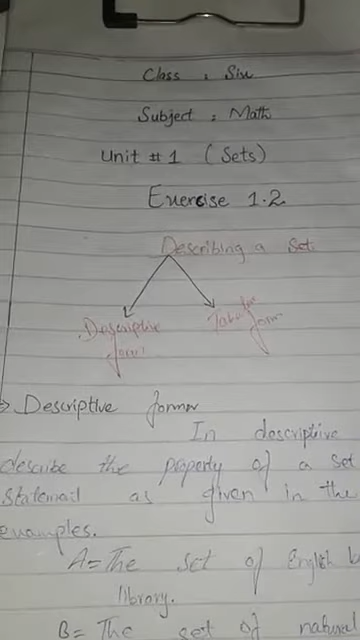 Class : Six
Subject : Math
Unit # 1 (Sets)
Exercise 1.2
Describing a Set
Descriptive Tabular
form form
Descriptive former
In descriptive
describe the property of a set
statemail as given in the
examples.
A = The set of English
library.
B = The set of natural